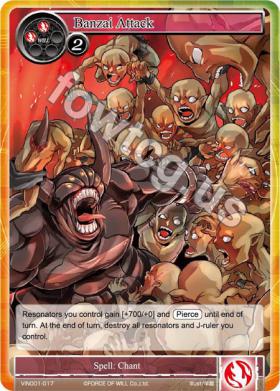 Banzai Attack
WILL
2
fowtcg.us
Resonators you control gain [+700/+0] and Pierce until end of
turn. At the end of turn, destroy all resonators and J-ruler you
control.
VIN001-017
©FORCE OF WILL Co.,Ltd.
Spell: Chant